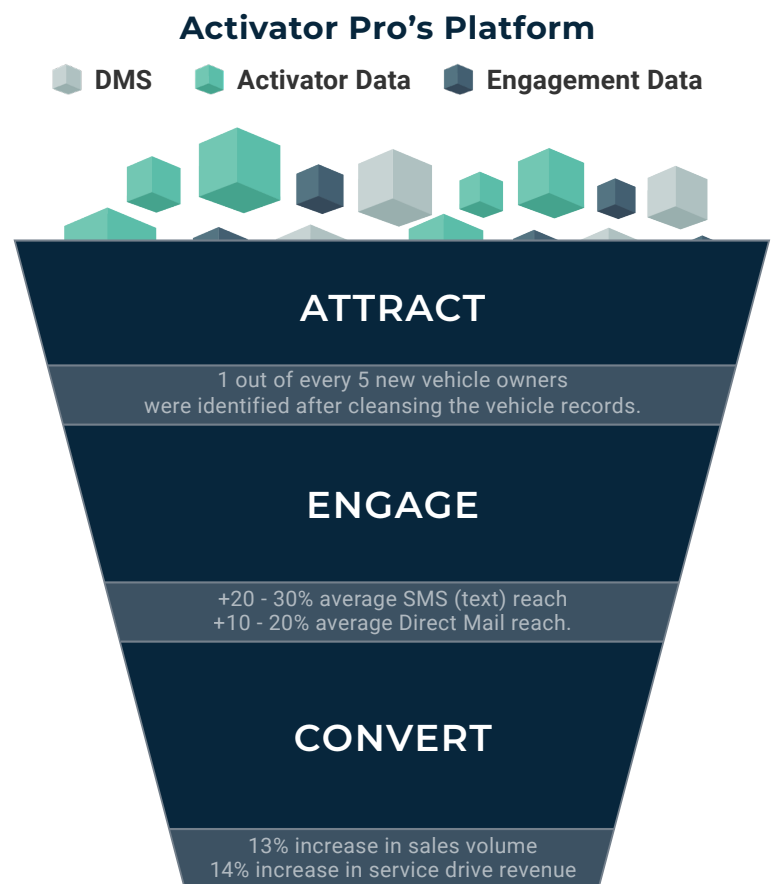 Activator Pro’s Platform
DMS Activator Data Engagement Data
ATTRACT
1 out of every 5 new vehicle owners
were identified after cleansing the vehicle records.
ENGAGE
+20 - 30% average SMS (text) reach
+10 - 20% average Direct Mail reach.
CONVERT
13% increase in sales volume
14% increase in service drive revenue